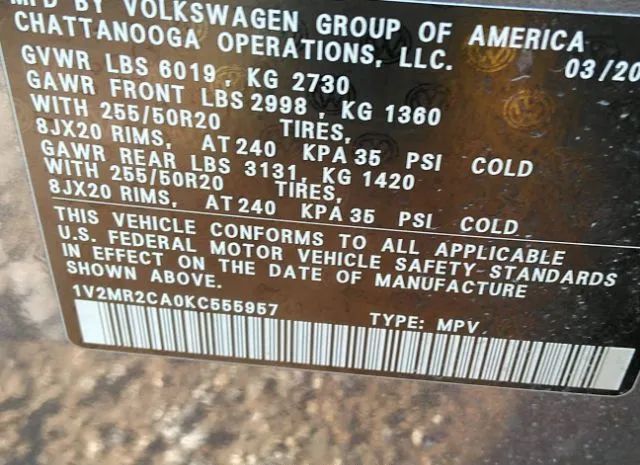 MFD BY VOLKSWAGEN GROUP OF AMERICA
CHATTANOOGA OPERATIONS, LLC. 03/20
GVWR LBS 6019, KG 2730
GAWR FRONT LBS 2998, KG 1360
WITH 255/50R20 TIRES,
8JX20 RIMS, AT 240 KPA 35 PSI COLD
GAWR REAR LBS 3131, KG 1420
WITH 255/50R20 TIRES,
8JX20 RIMS, AT 240 KPA 35 PSI COLD
THIS VEHICLE CONFORMS TO ALL APPLICABLE
U.S. FEDERAL MOTOR VEHICLE SAFETY STANDARDS
IN EFFECT ON THE DATE OF MANUFACTURE
SHOWN ABOVE.
1V2MR2CA0KC555957 TYPE: MPV